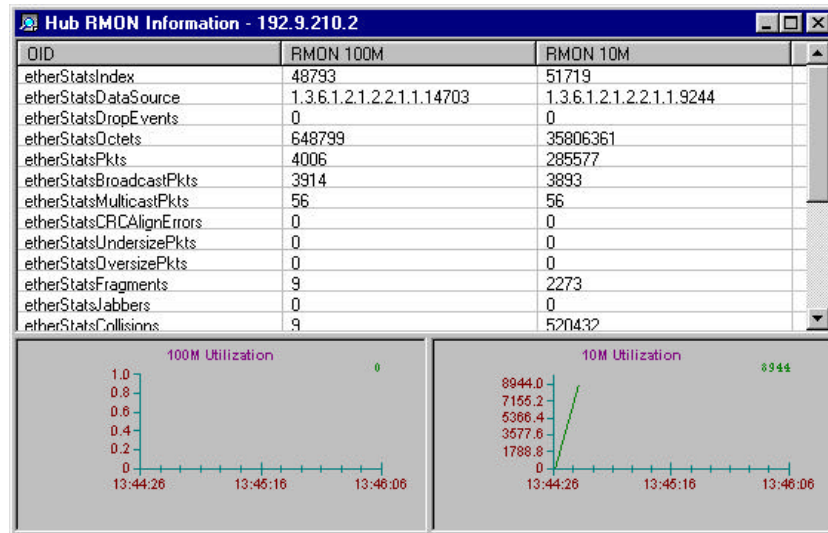 Hub RMON Information - 192.9.210.2
OID RMON 100M RMON 10M
etherStatsIndex 48793 51719
etherStatsDataSource 1.3.6.1.2.1.2.2.1.1.14703 1.3.6.1.2.1.2.2.1.1.9244
etherStatsDropEvents 0 0
etherStatsOctets 648799 35806361
etherStatsPkts 4006 285577
etherStatsBroadcastPkts 3914 3893
etherStatsMulticastPkts 56 56
etherStatsCRCAlignErrors 0 0
etherStatsUndersizePkts 0 0
etherStatsOversizePkts 0 0
etherStatsFragments 9 2273
etherStatsJabbers 0 0
etherStatsCollisions 9 520432
100M Utilization
0
1.0
0.8
0.6
0.4
0.2
0
13:44:26 13:45:16 13:46:06
10M Utilization
8944
8944.0
7155.2
5366.4
3577.6
1788.8
0
13:44:26 13:45:16 13:46:06